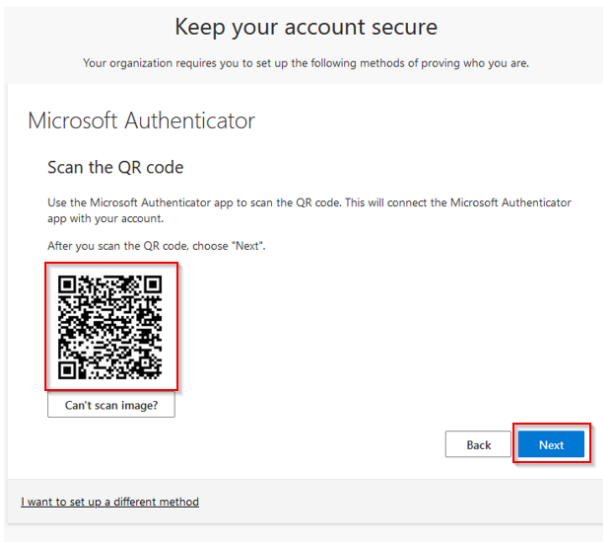 Keep your account secure
Your organization requires you to set up the following methods of proving who you are.
Microsoft Authenticator
Scan the QR code
Use the Microsoft Authenticator app to scan the QR code. This will connect the Microsoft Authenticator
app with your account.
After you scan the QR code, choose "Next".
Can't scan image?
Back
Next
I want to set up a different method